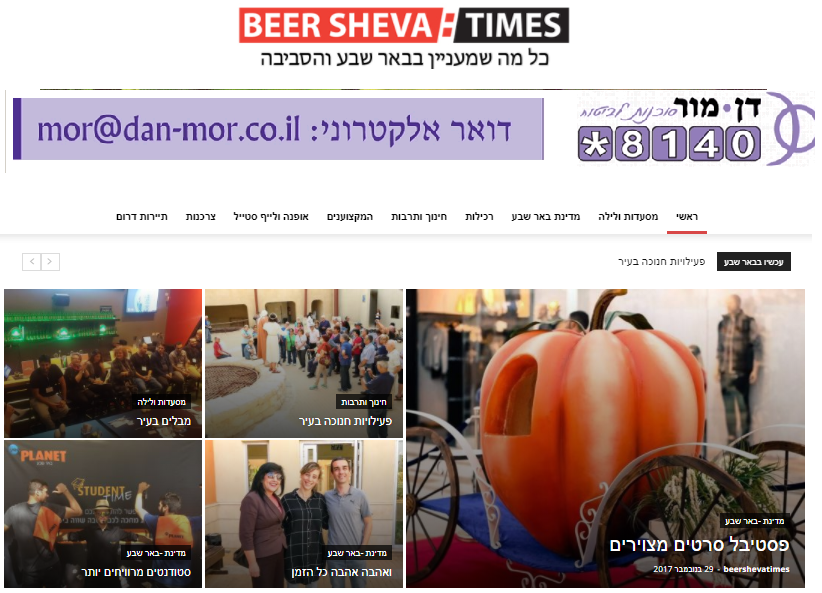 BEER SHEVA : TIMES
כל מה שמעניין בבאר שבע והסביבה
דן מור סוכנות לביטוח
*8140
דואר אלקטרוני: mor@dan-mor.co.il
ראשי מסעדות ולילה מדינת באר שבע רכילות חינוך ותרבות המקצוענים אופנה ולייף סטייל צרכנות תיירות דרום
עכשיו בבאר שבע פעילויות חנוכה בעיר
מדינת -באר שבע
פסטיבל סרטים מצוירים
beershevatimes - 29 בנובמבר 2017
חינוך ותרבות
פעילויות חנוכה בעיר
מסעדות ולילה
מבלים בעיר
מדינת -באר שבע
ואהבה אהבה כל הזמן
PLANET
STUDENT
TIME
מדינת -באר שבע
סטודנטים מרוויחים יותר